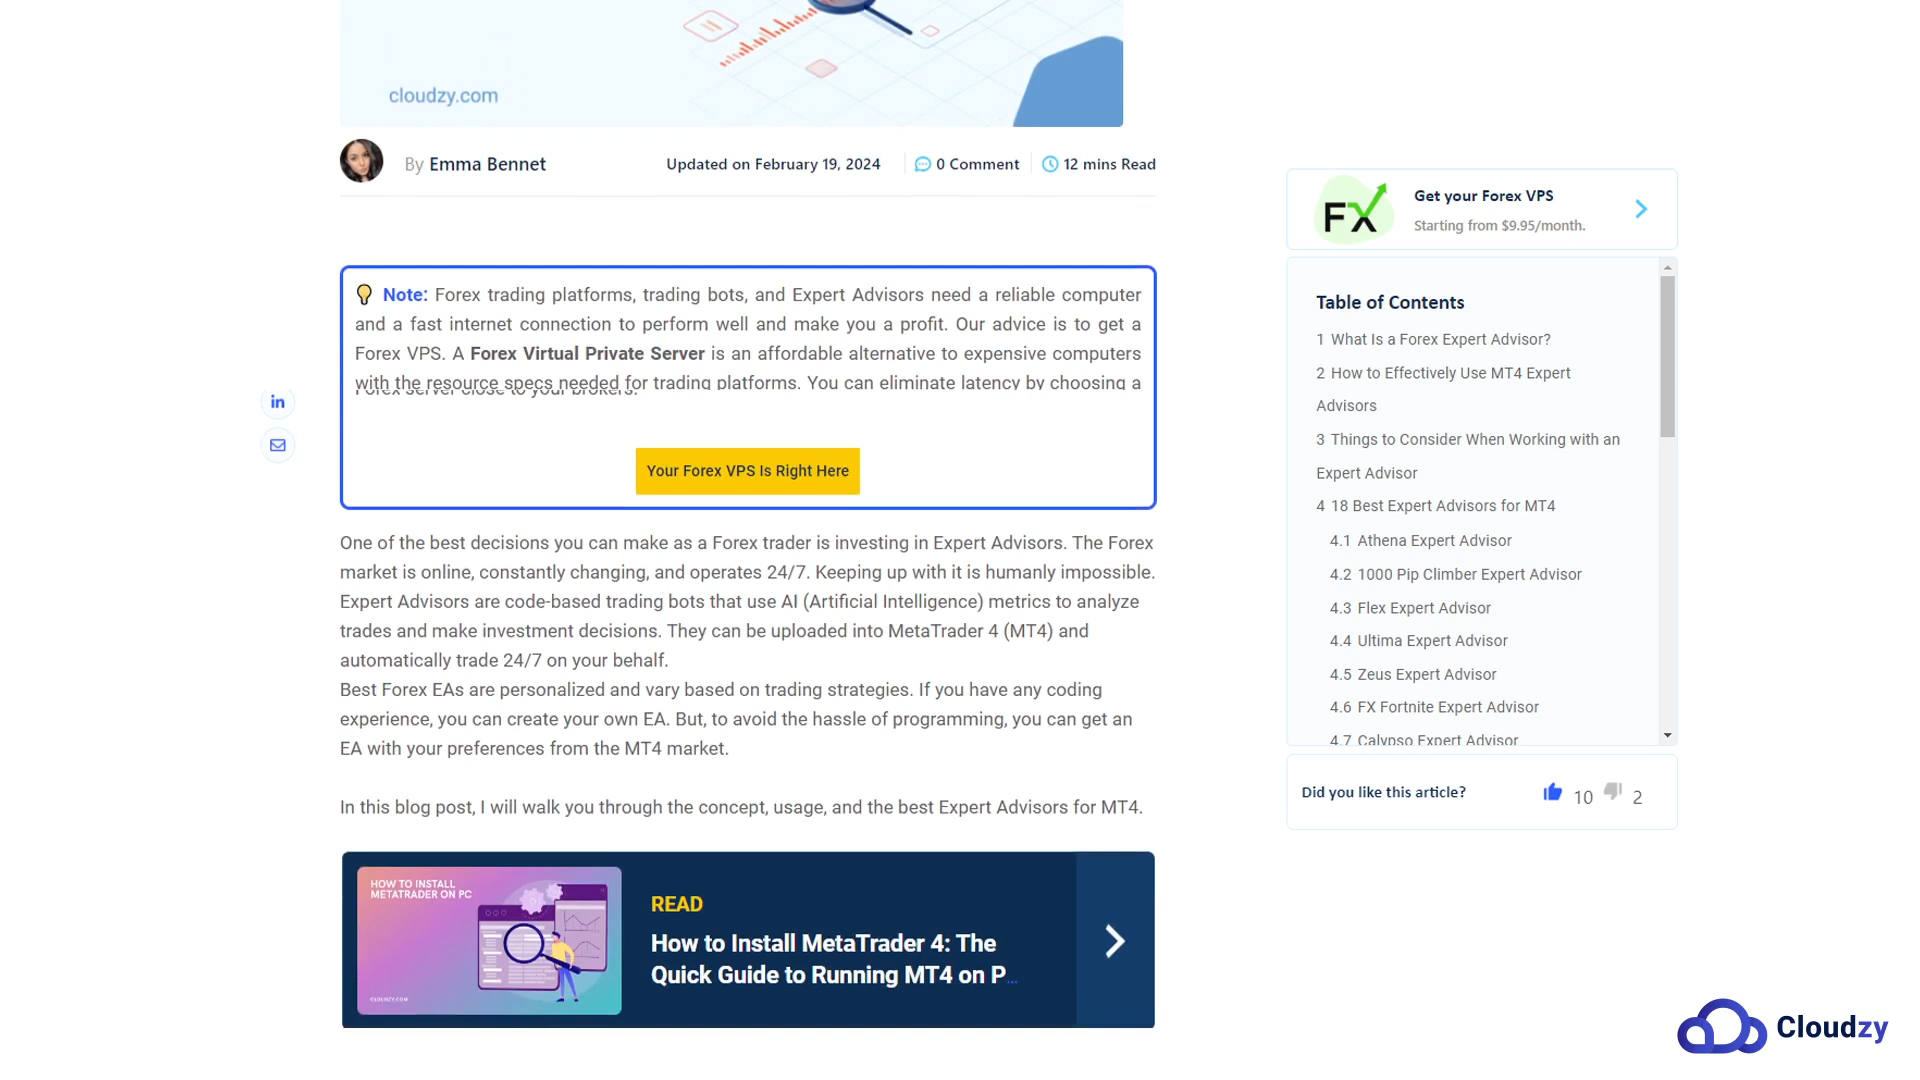 cloudzy.com
By Emma Bennet
Updated on February 19, 2024
0 Comment
12 mins Read
Note: Forex trading platforms, trading bots, and Expert Advisors need a reliable computer
and a fast internet connection to perform well and make you a profit. Our advice is to get a
Forex VPS. A Forex Virtual Private Server is an affordable alternative to expensive computers
with the resource specs needed for trading platforms. You can eliminate latency by choosing a
Forex server close to your brokers.
Your Forex VPS Is Right Here
One of the best decisions you can make as a Forex trader is investing in Expert Advisors. The Forex
market is online, constantly changing, and operates 24/7. Keeping up with it is humanly impossible.
Expert Advisors are code-based trading bots that use AI (Artificial Intelligence) metrics to analyze
trades and make investment decisions. They can be uploaded into MetaTrader 4 (MT4) and
automatically trade 24/7 on your behalf.
Best Forex EAs are personalized and vary based on trading strategies. If you have any coding
experience, you can create your own EA. But, to avoid the hassle of programming, you can get an
EA with your preferences from the MT4 market.
In this blog post, I will walk you through the concept, usage, and the best Expert Advisors for MT4.
HOW TO INSTALL
METATRADER ON PC
CLOUDZY.COM
READ
How to Install MetaTrader 4: The
Quick Guide to Running MT4 on P...
in
FX
Get your Forex VPS
Starting from $9.95/month.
Table of Contents
1 What Is a Forex Expert Advisor?
2 How to Effectively Use MT4 Expert
Advisors
3 Things to Consider When Working with an
Expert Advisor
4 18 Best Expert Advisors for MT4
4.1 Athena Expert Advisor
4.2 1000 Pip Climber Expert Advisor
4.3 Flex Expert Advisor
4.4 Ultima Expert Advisor
4.5 Zeus Expert Advisor
4.6 FX Fortnite Expert Advisor
4.7 Calypso Expert Advisor
Did you like this article?
10
2
Cloudzy